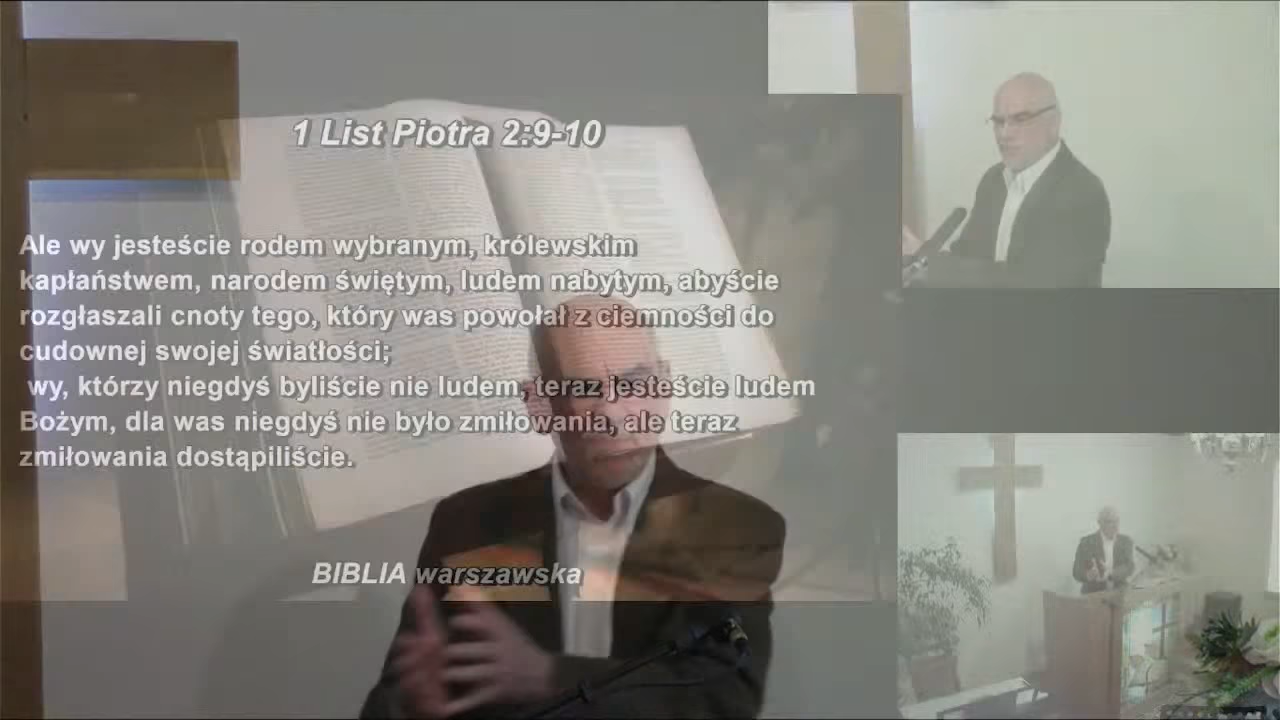 1 List Piotra 2:9-10
Ale wy jesteście rodem wybranym, królewskim
kapłaństwem, narodem świętym, ludem nabytym, abyście
rozgłaszali cnoty tego, który was powołał z ciemności do
cudownej swojej światłości;
wy, którzy niegdyś byliście nie ludem, teraz jesteście ludem
Bożym, dla was niegdyś nie było zmiłowania, ale teraz
zmiłowania dostąpiliście.
BIBLIA warszawska